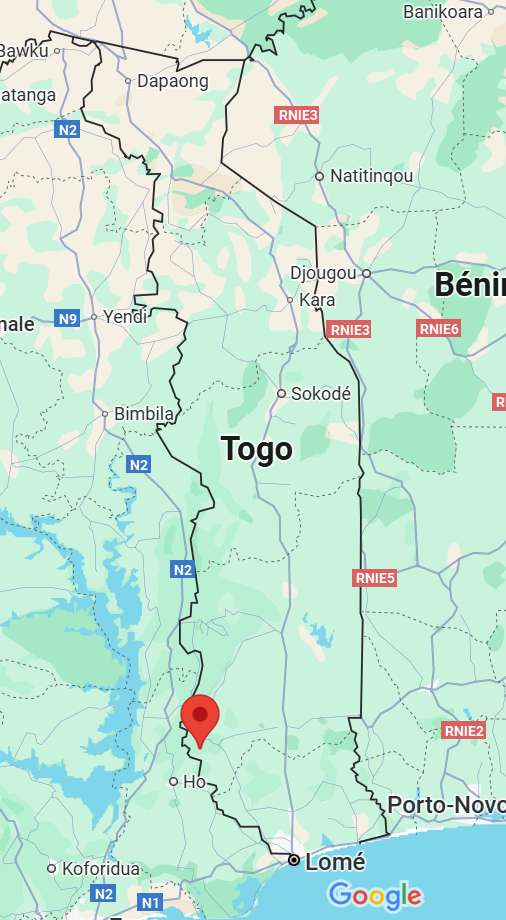 Banikoara
Bawku
Dapaong
atanga
RNIE3
N2
Natitinqou
Djougou
Bénin
Kara
nale
N9
Yendi
RNIE3
RNIE6
Sokodé
R
Bimbila
Togo
N2
N2
RNIE5
RNIE2
Ho
Porto-Novo
Lomé
Koforidua
N2
N1
Google